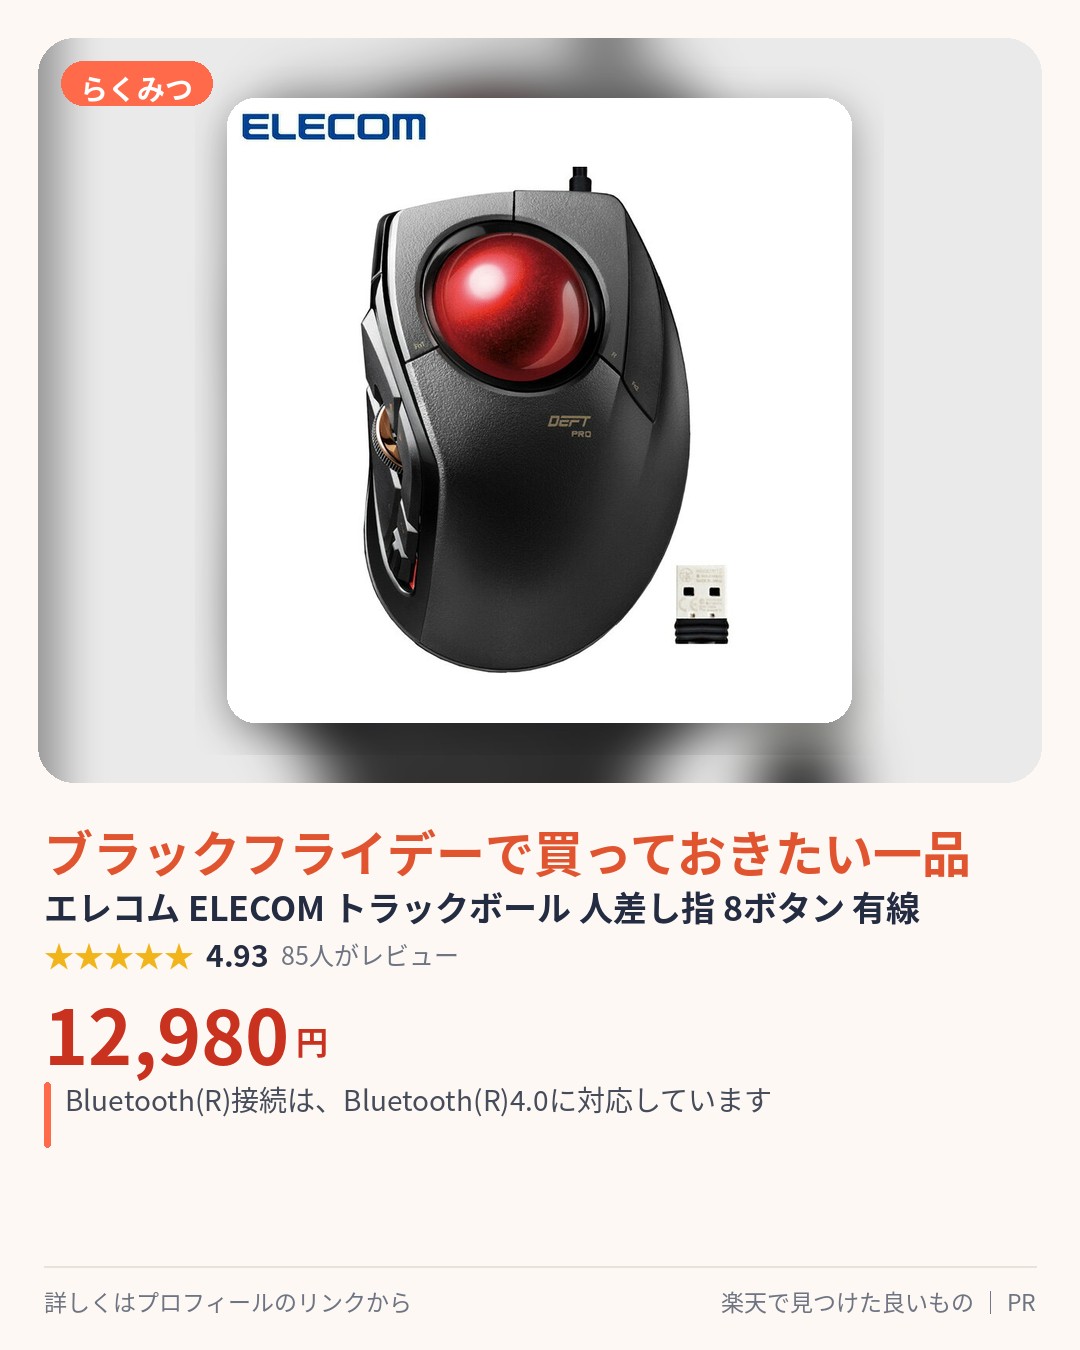 らくみつ
ELECOM
DEFT
PRO
ブラックフライデーで買っておきたい一品
エレコム ELECOM トラックボール 人差し指 8ボタン 有線
★★★★★ 4.93 85人がレビュー
12,980円
Bluetooth(R)接続は、Bluetooth(R)4.0に対応しています
詳しくはプロフィールのリンクから
楽天で見つけた良いもの | PR